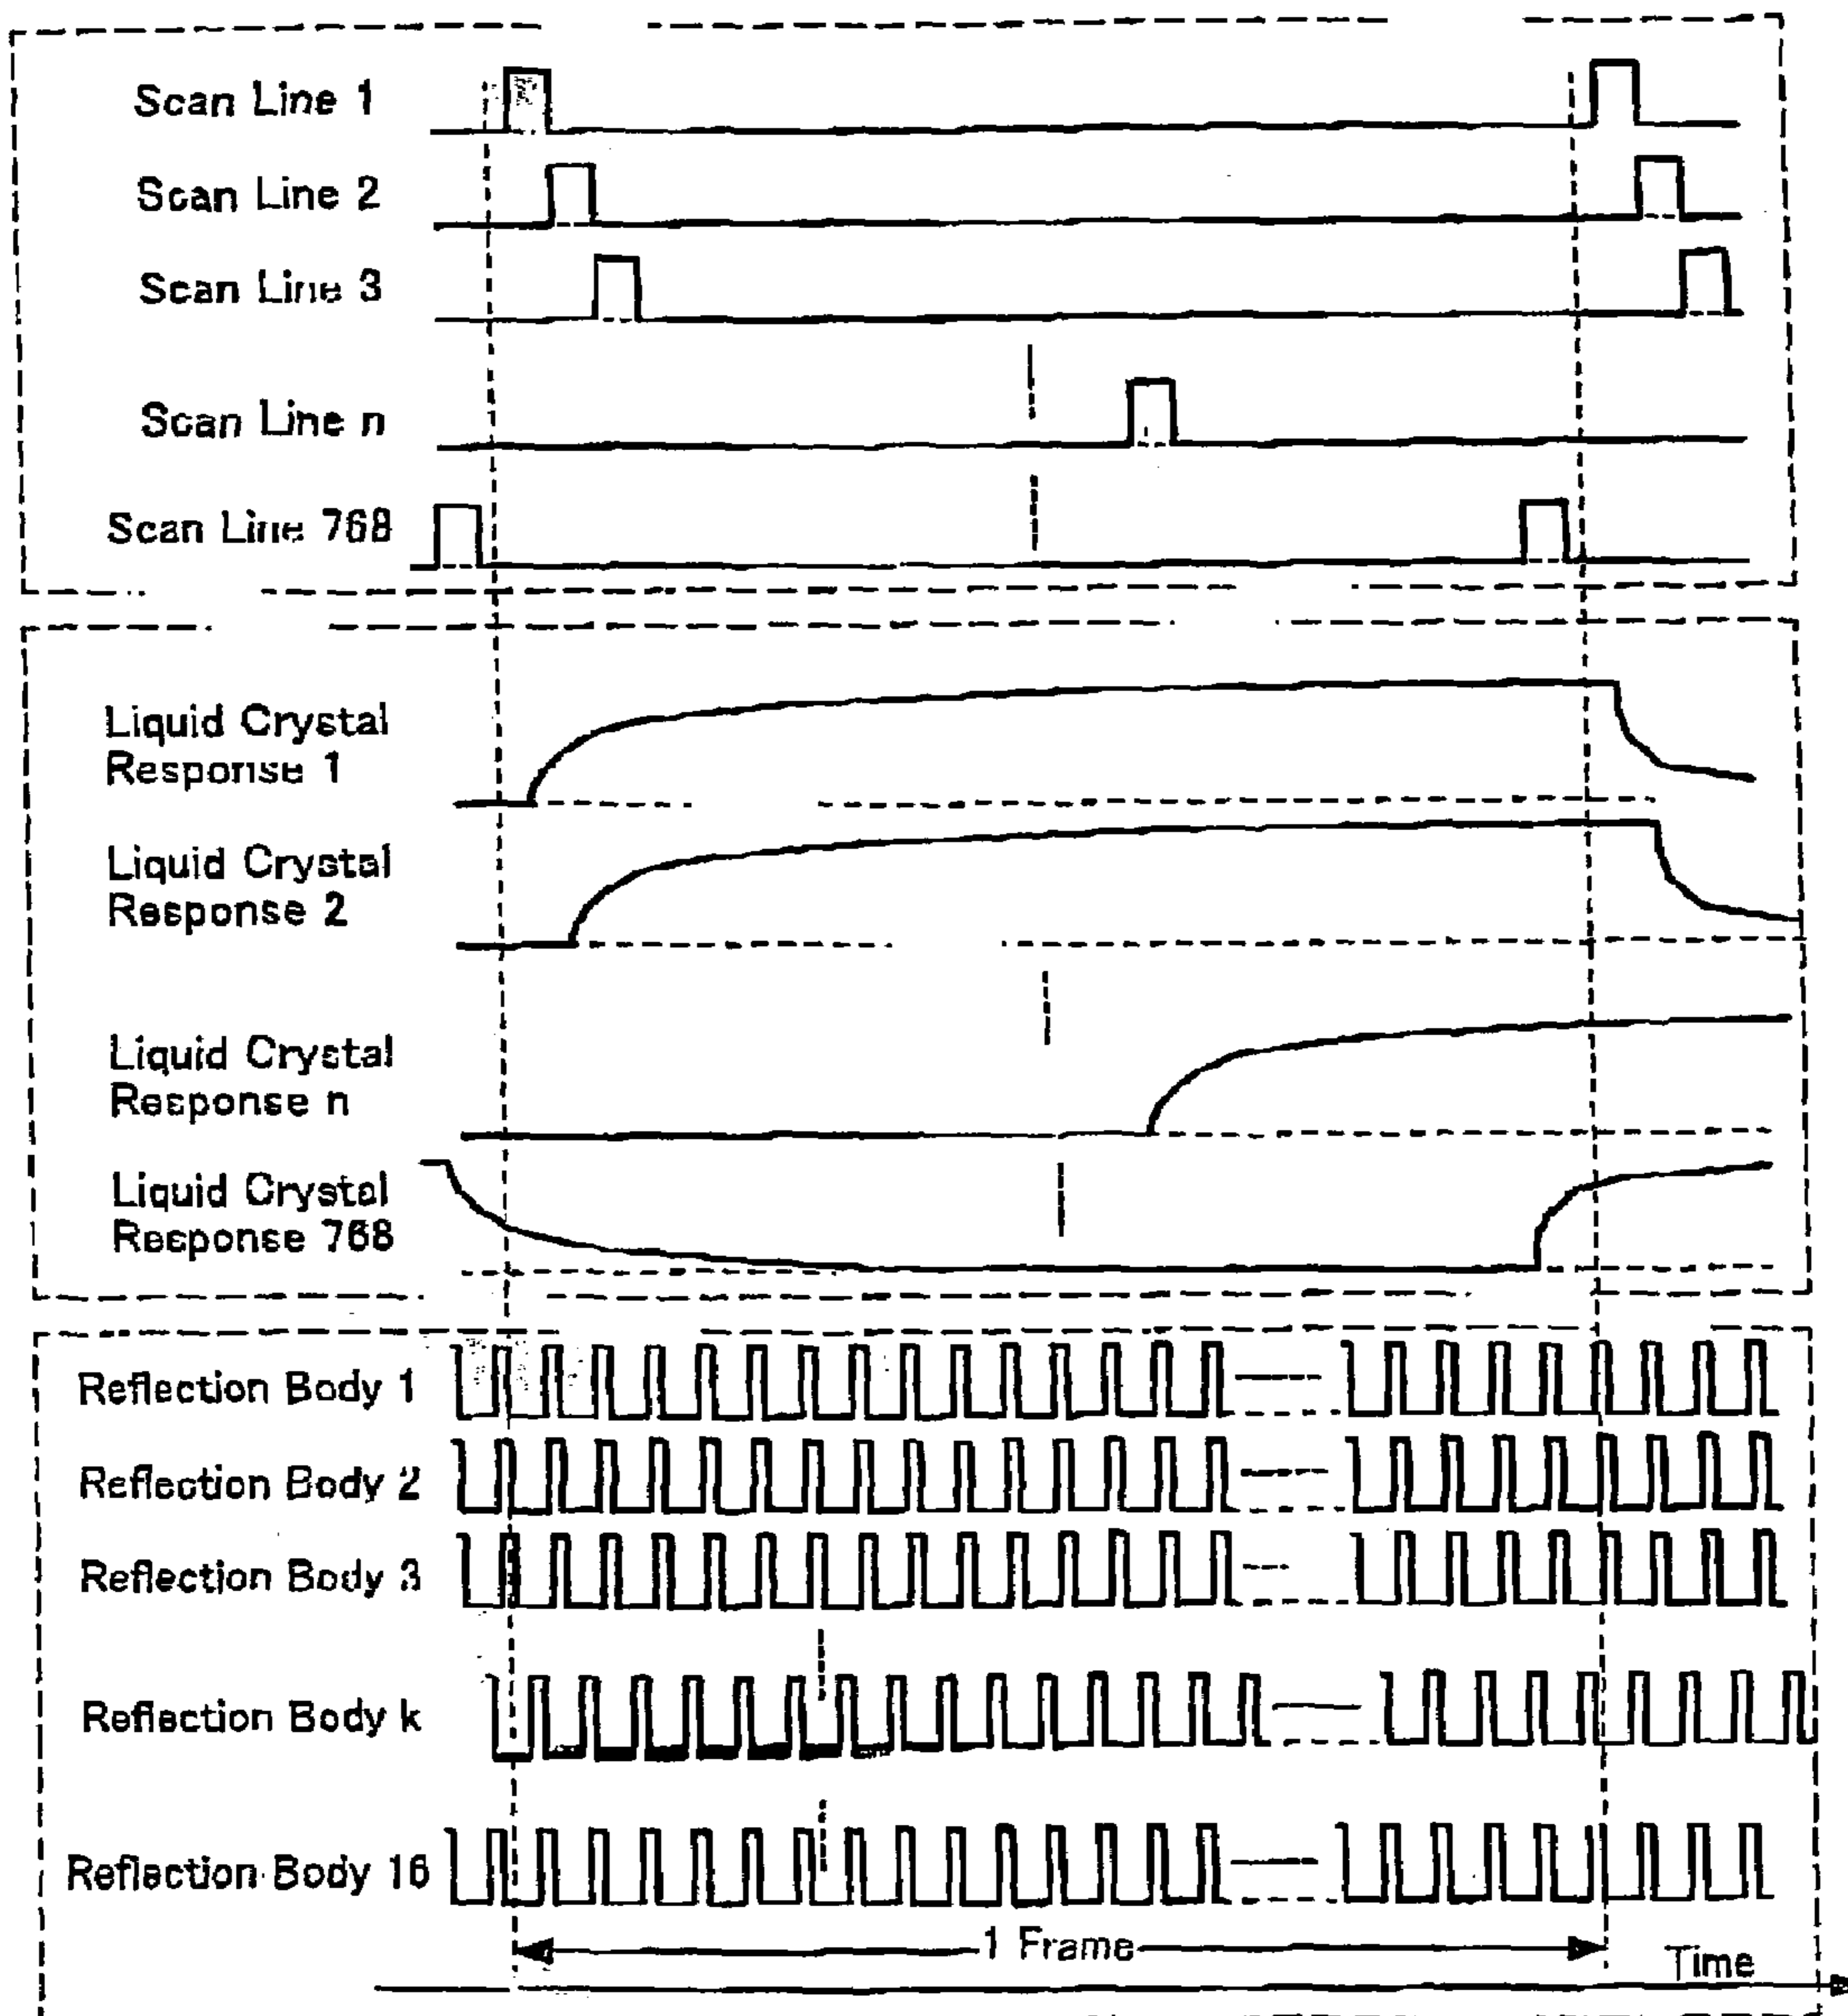 Scan Line 1
Scan Line 2
Scan Line 3
Scan Line n
Scan Line 768
Liquid Crystal
Response 1
Liquid Crystal
Response 2
Liquid Crystal
Response n
Liquid Crystal
Response 768
Reflection Body 1
Reflection Body 2
Reflection Body 3
Reflection Body k
Reflection Body 16
1 Frame
Time